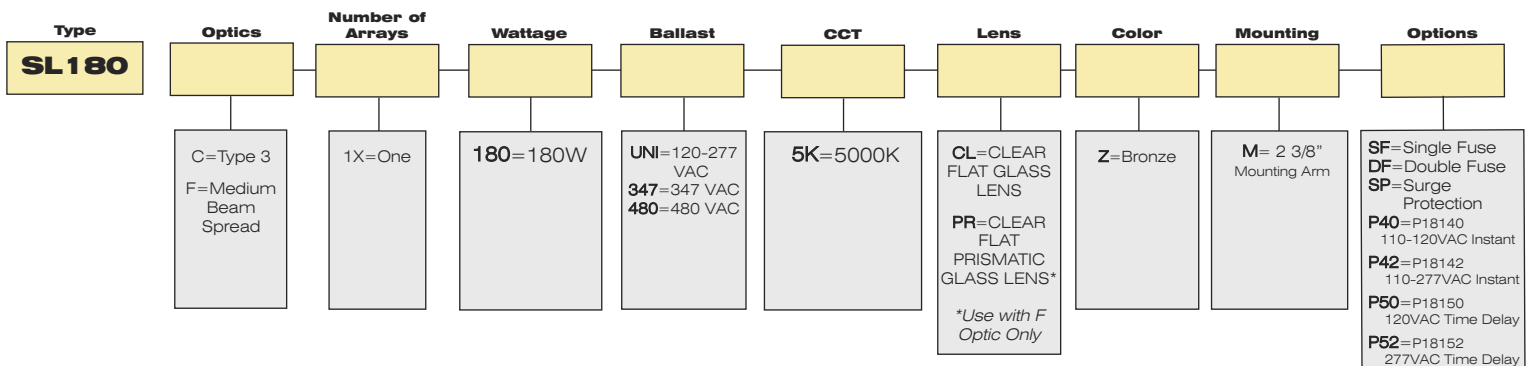 Type
SL180
Optics
C=Type 3
F=Medium
Beam
Spread
Number of
Arrays
1X=One
Wattage
180=180W
Ballast
UNI=120-277
VAC
347=347 VAC
480=480 VAC
CCT
5K=5000K
Lens
CL=CLEAR
FLAT GLASS
LENS
PR=CLEAR
FLAT
PRISMATIC
GLASS LENS*
*Use with F
Optic Only
Color
Z=Bronze
Mounting
M= 2 3/8"
Mounting Arm
Options
SF=Single Fuse
DF=Double Fuse
SP=Surge
Protection
P40=P18140
110-120VAC Instant
P42=P18142
110-277VAC Instant
P50=P18150
120VAC Time Delay
P52=P18152
277VAC Time Delay